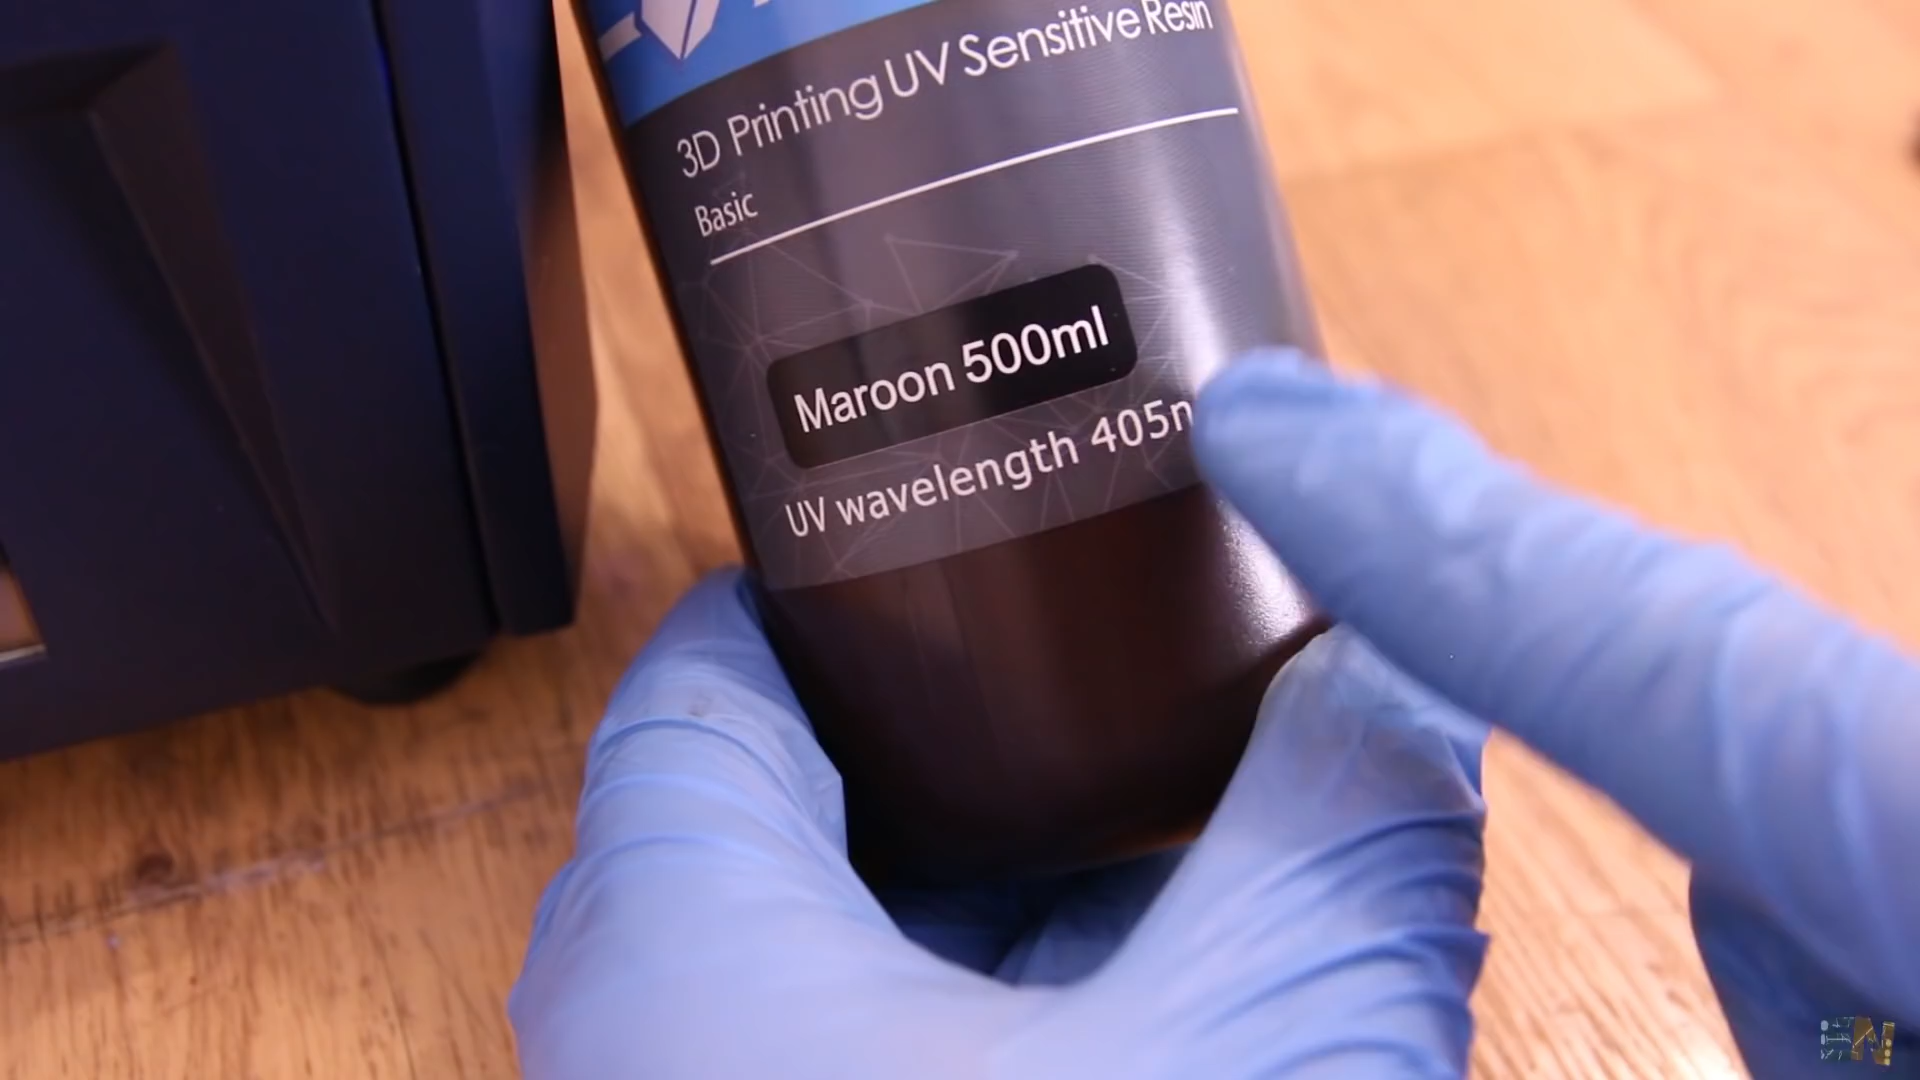 3D Printing UV Sensitive Resin
Basic
Maroon 500ml
UV wavelength 405n